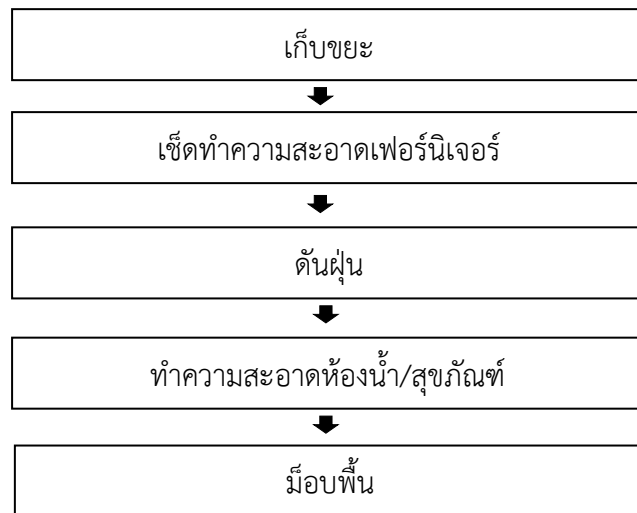 เก็บขยะ
เช็ดทำความสะอาดเฟอร์นิเจอร์
ดันฝุ่น
ทำความสะอาดห้องน้ำ/สุขภัณฑ์
ม็อบพื้น